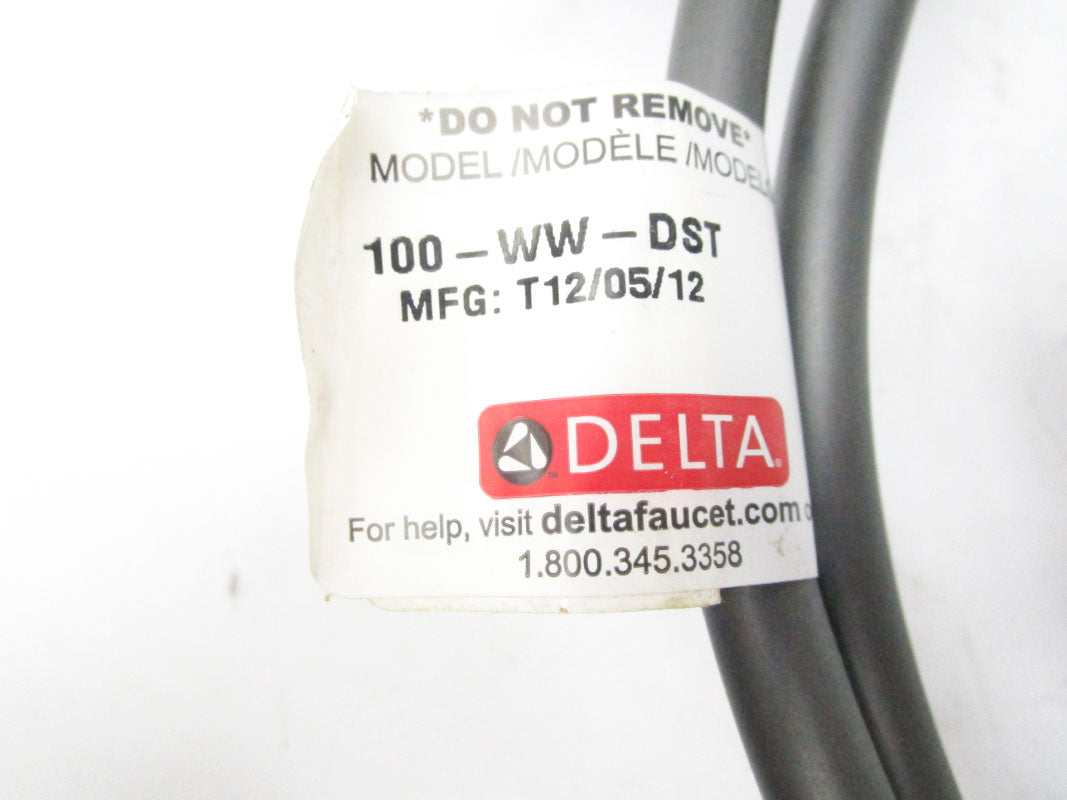 *DO NOT REMOVE*
MODEL /MODÈLE /MODEL
100 – WW – DST
MFG: T12/05/12
DELTA®
For help, visit deltafaucet.com
1.800.345.3358